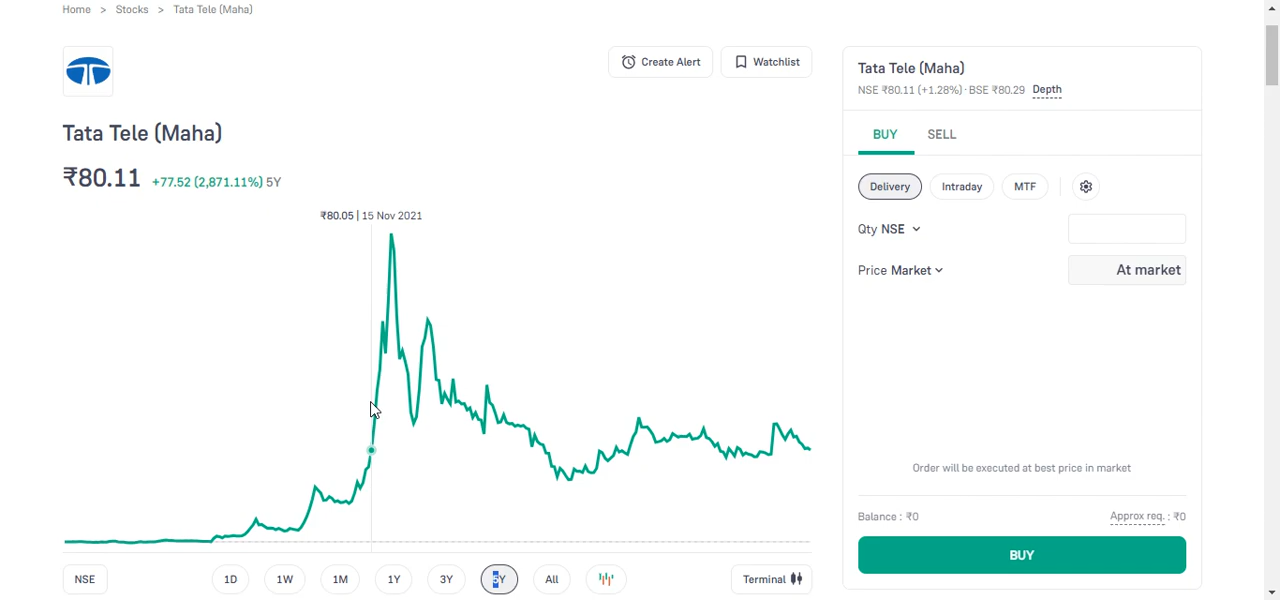 Home > Stocks > Tata Tele (Maha)
Create Alert
Watchlist
Tata Tele (Maha)
₹80.11 +77.52 (2,871.11%) 5Y
₹80.05 | 15 Nov 2021
NSE
1D
1W
1M
1Y
3Y
5Y
All
Terminal
Tata Tele (Maha)
NSE ₹80.11 (+1.28%) · BSE ₹80.29 Depth
BUY SELL
Delivery Intraday MTF
Qty NSE
Price Market At market
Order will be executed at best price in market
Balance : ₹0 Approx req. : ₹0
BUY